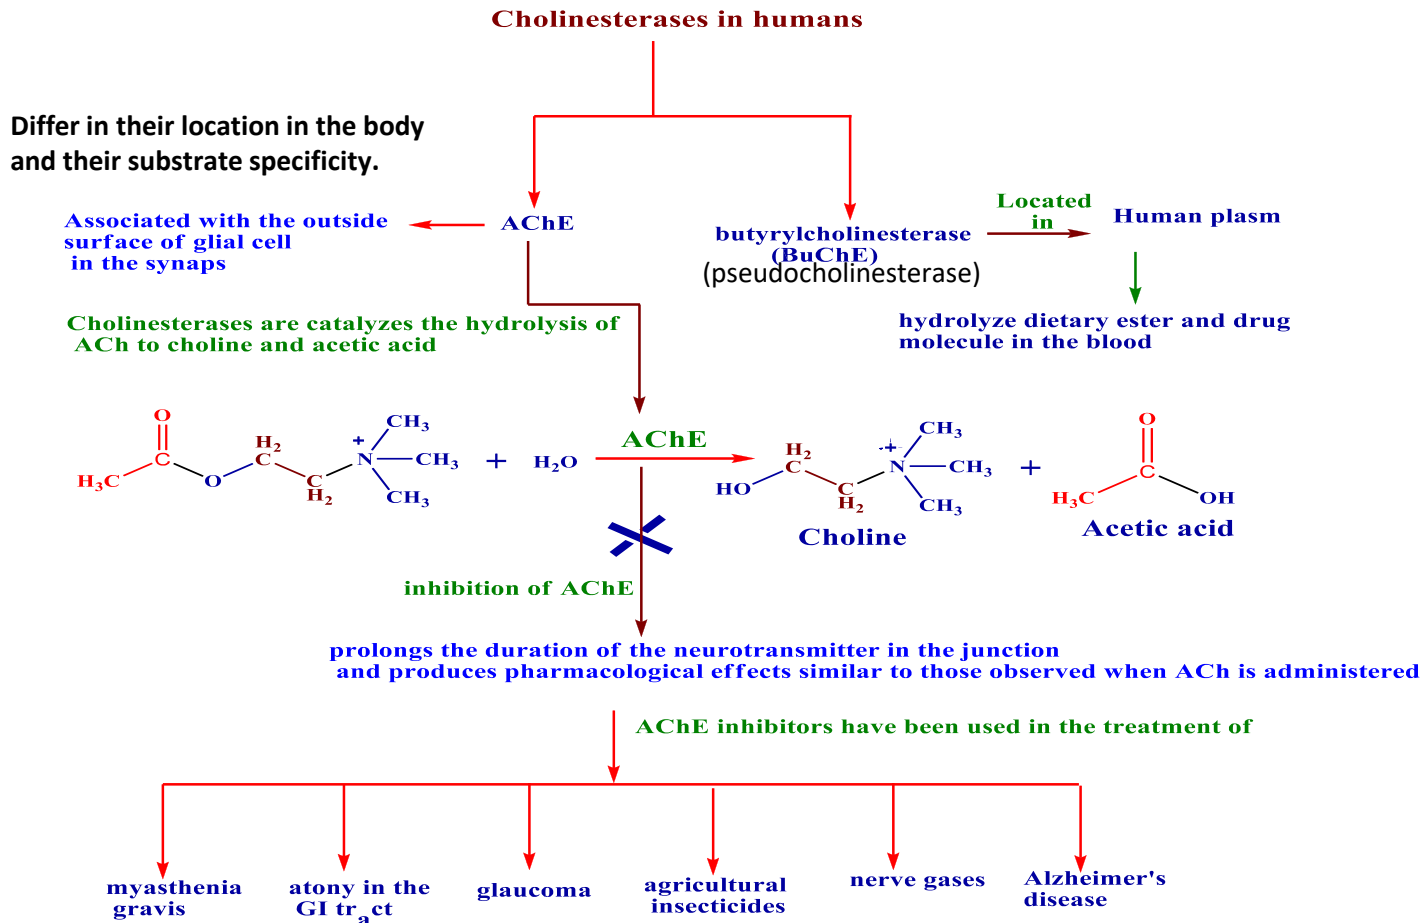 Cholinesterases in humans
Differ in their location in the body
and their substrate specificity.
Associated with the outside
surface of glial cell
in the synaps
AChE
butyrylcholinesterase
(BuChE)
(pseudocholinesterase)
Located
in
Human plasm
hydrolyze dietary ester and drug
molecule in the blood
Cholinesterases are catalyzes the hydrolysis of
ACh to choline and acetic acid
O
H3C
C
O
H2
C
C
H2
+
N
CH3
CH3
CH3
+
H2O
AChE
HO
H2
C
C
H2
+
N
CH3
CH3
CH3
Choline
+
O
C
H3C
OH
Acetic acid
inhibition of AChE
prolongs the duration of the neurotransmitter in the junction
and produces pharmacological effects similar to those observed when ACh is administered
AChE inhibitors have been used in the treatment of
myasthenia
gravis
atony in the
GI tract
glaucoma
agricultural
insecticides
nerve gases
Alzheimer's
disease